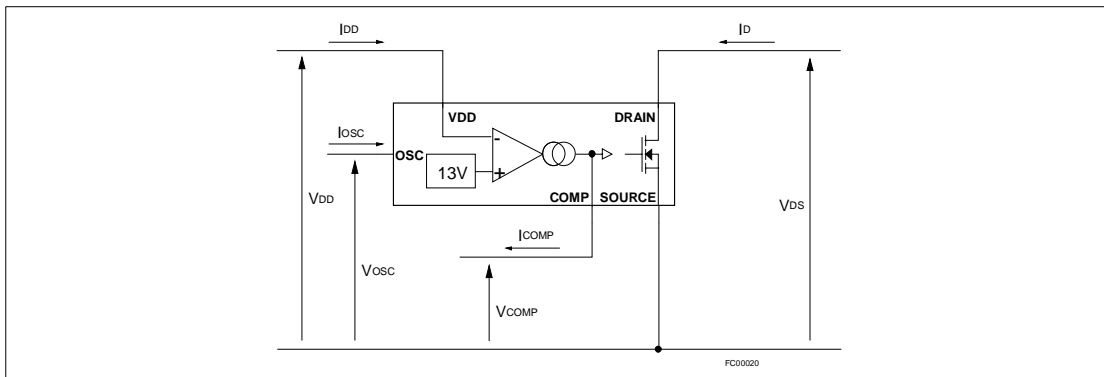 IDD
ID
VDD
DRAIN
IOSC
OSC
13V
-
+
COMP
SOURCE
VDD
VDS
ICOMP
VOSC
VCOMP
FC00020